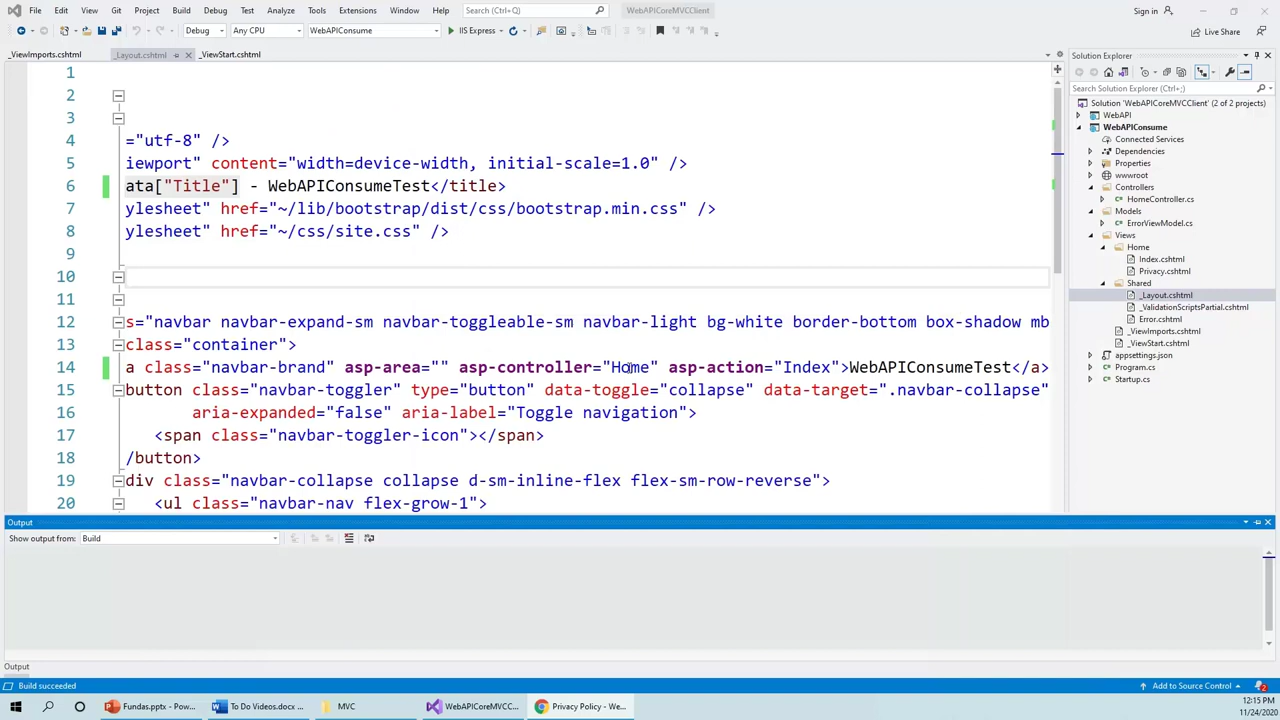 File Edit View Git Project Build Debug Test Analyze Tools Extensions Window Help Search (Ctrl+Q) WebAPICoreMVCClient Sign in
Debug Any CPU WebAPIConsume IIS Express Live Share
_ViewImports.cshtml _Layout.cshtml _ViewStart.cshtml
1
2
3
4 ="utf-8" />
5 iewport" content="width=device-width, initial-scale=1.0" />
6 ata["Title"] - WebAPIConsumeTest</title>
7 ylesheet" href="~/lib/bootstrap/dist/css/bootstrap.min.css" />
8 ylesheet" href="~/css/site.css" />
9
10
11
12 s="navbar navbar-expand-sm navbar-toggleable-sm navbar-light bg-white border-bottom box-shadow mb
13 class="container">
14 a class="navbar-brand" asp-area="" asp-controller="Home" asp-action="Index">WebAPIConsumeTest</a>
15 button class="navbar-toggler" type="button" data-toggle="collapse" data-target=".navbar-collapse"
16 aria-expanded="false" aria-label="Toggle navigation">
17 <span class="navbar-toggler-icon"></span>
18 /button>
19 div class="navbar-collapse collapse d-sm-inline-flex flex-sm-row-reverse">
20 <ul class="navbar-nav flex-grow-1">
Solution Explorer
Search Solution Explorer (Ctrl+;)
Solution 'WebAPICoreMVCClient' (2 of 2 projects)
WebAPI
WebAPIConsume
Connected Services
Dependencies
Properties
wwwroot
Controllers
HomeController.cs
Models
ErrorViewModel.cs
Views
Home
Index.cshtml
Privacy.cshtml
Shared
_Layout.cshtml
_ValidationScriptsPartial.cshtml
Error.cshtml
_ViewImports.cshtml
_ViewStart.cshtml
appsettings.json
Program.cs
Startup.cs
Output
Show output from: Build
Output
Build succeeded Add to Source Control 2
Fundas.pptx - Pow... To Do Videos.docx ... MVC WebAPICoreMVCC... Privacy Policy - We... 12:15 PM
11/24/2020